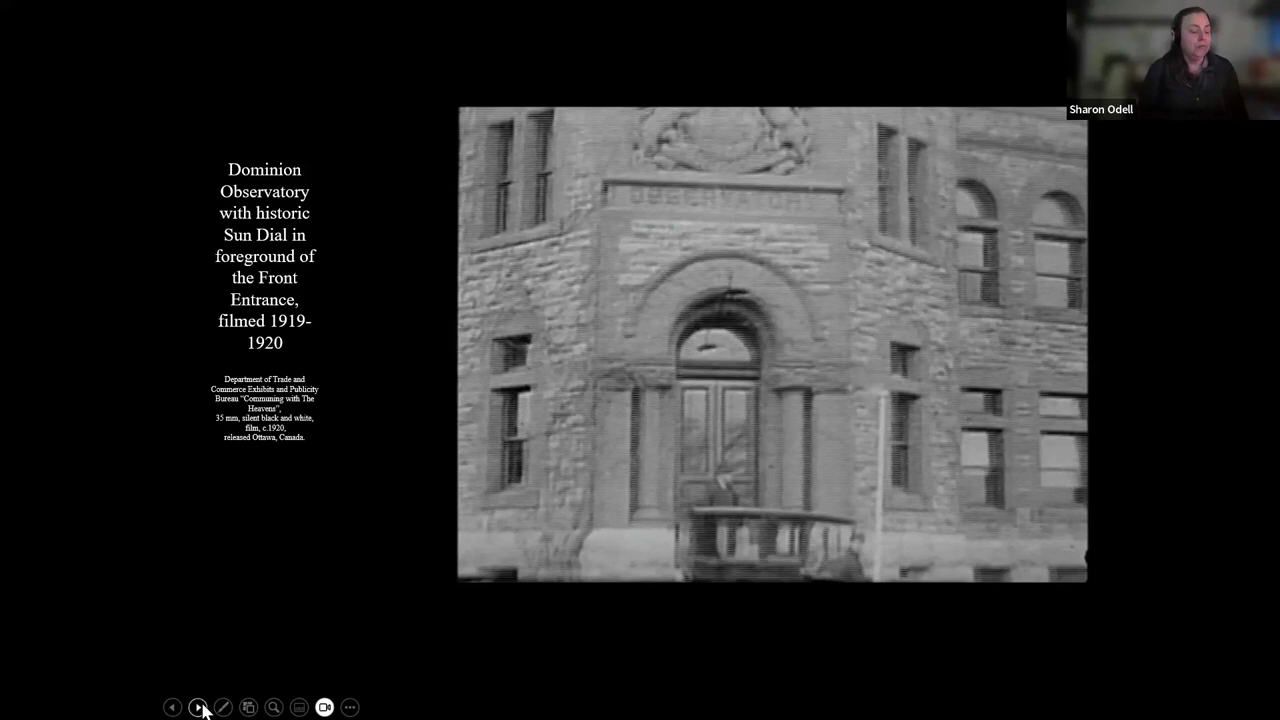 Sharon Odell
Dominion
Observatory
with historic
Sun Dial in
foreground of
the Front
Entrance,
filmed 1919-
1920
Department of Trade and
Commerce Exhibits and Publicity
Bureau “Communing with The
Heavens”,
35 mm, silent black and white,
film, c.1920,
released Ottawa, Canada.
OBSERVATORY